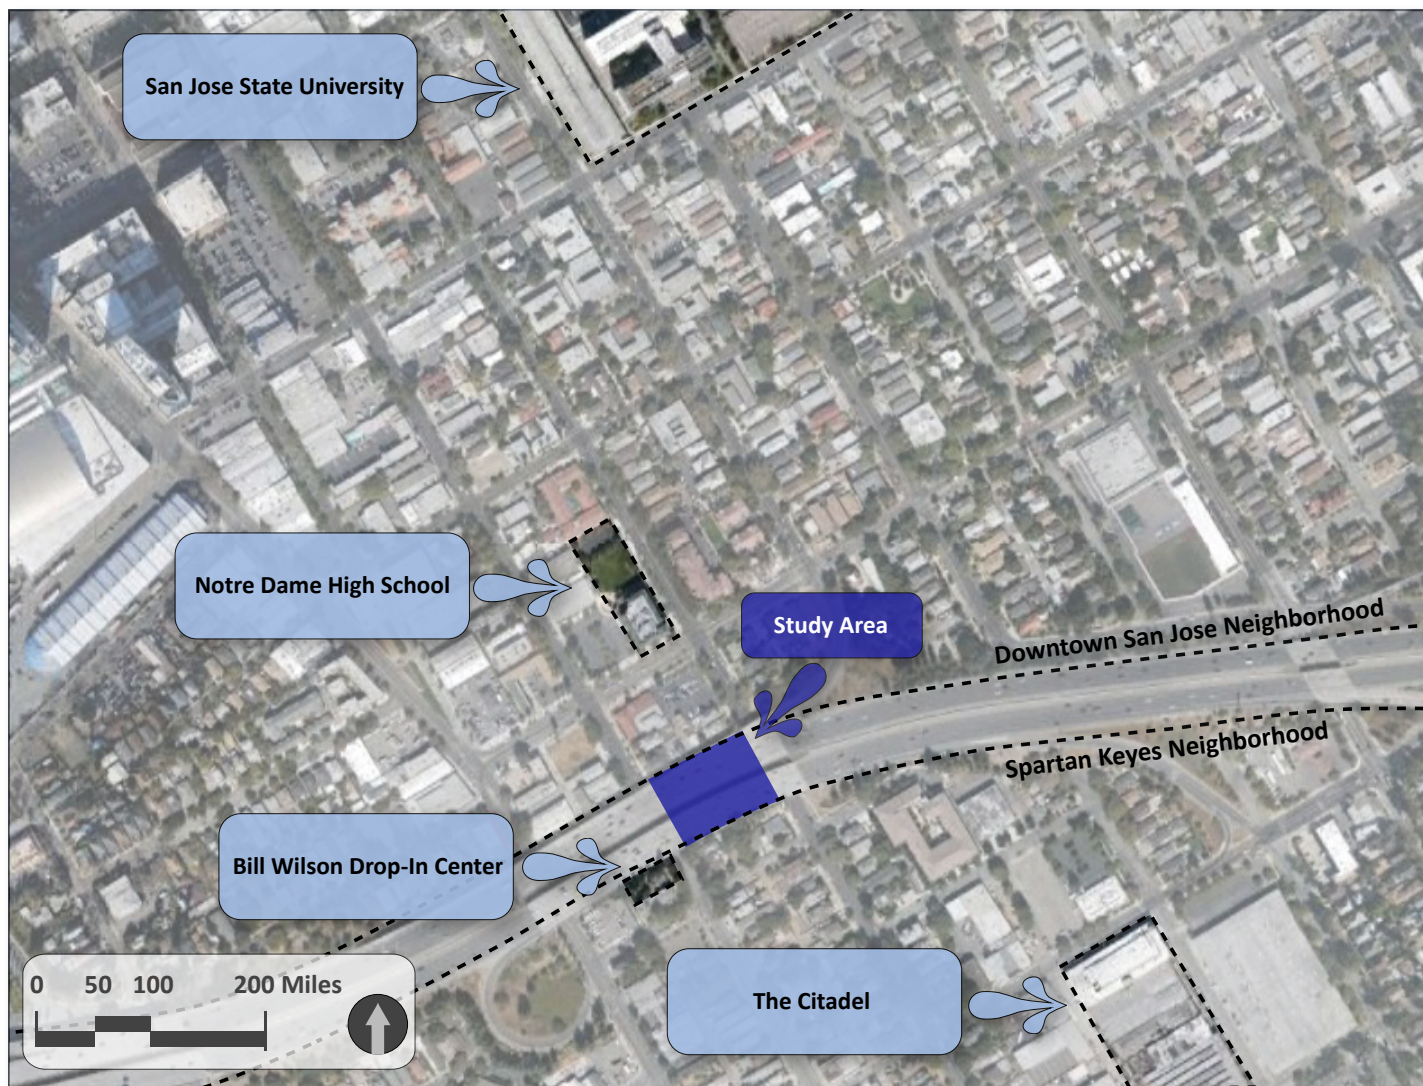 San Jose State University
Notre Dame High School
Study Area
Downtown San Jose Neighborhood
Spartan Keyes Neighborhood
Bill Wilson Drop-In Center
The Citadel
0 50 100 200 Miles